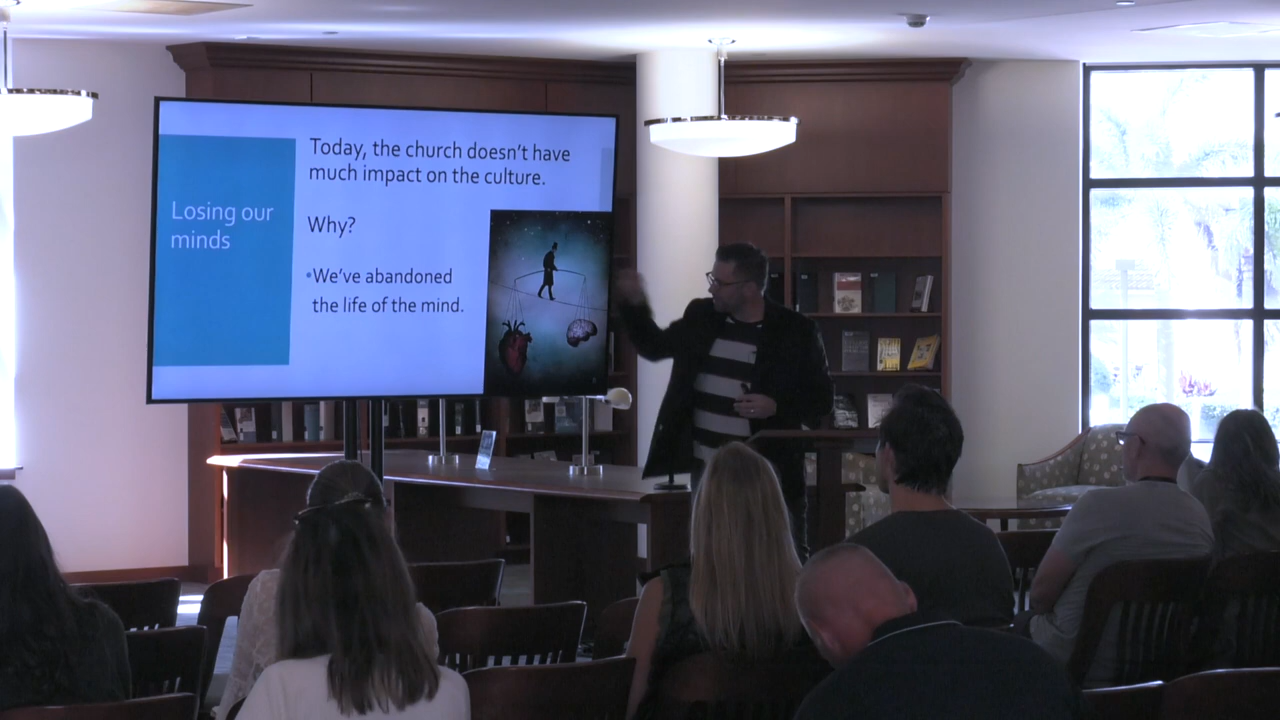 Losing our
minds
Today, the church doesn't have
much impact on the culture.
Why?
•We've abandoned
the life of the mind.